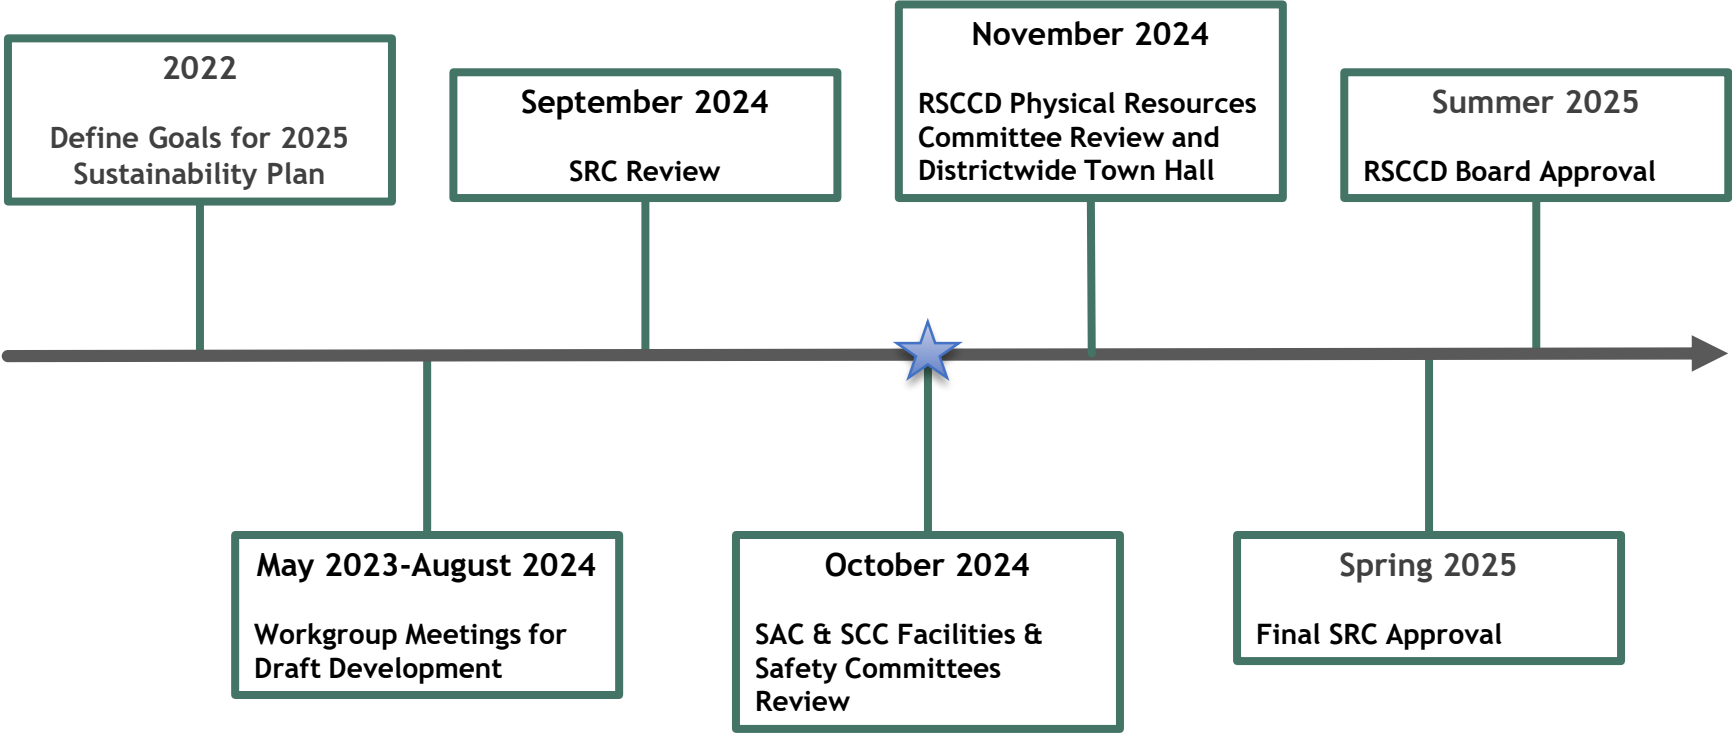 2022
Define Goals for 2025
Sustainability Plan
May 2023-August 2024
Workgroup Meetings for
Draft Development
September 2024
SRC Review
October 2024
SAC & SCC Facilities &
Safety Committees
Review
November 2024
RSCCD Physical Resources
Committee Review and
Districtwide Town Hall
Spring 2025
Final SRC Approval
Summer 2025
RSCCD Board Approval